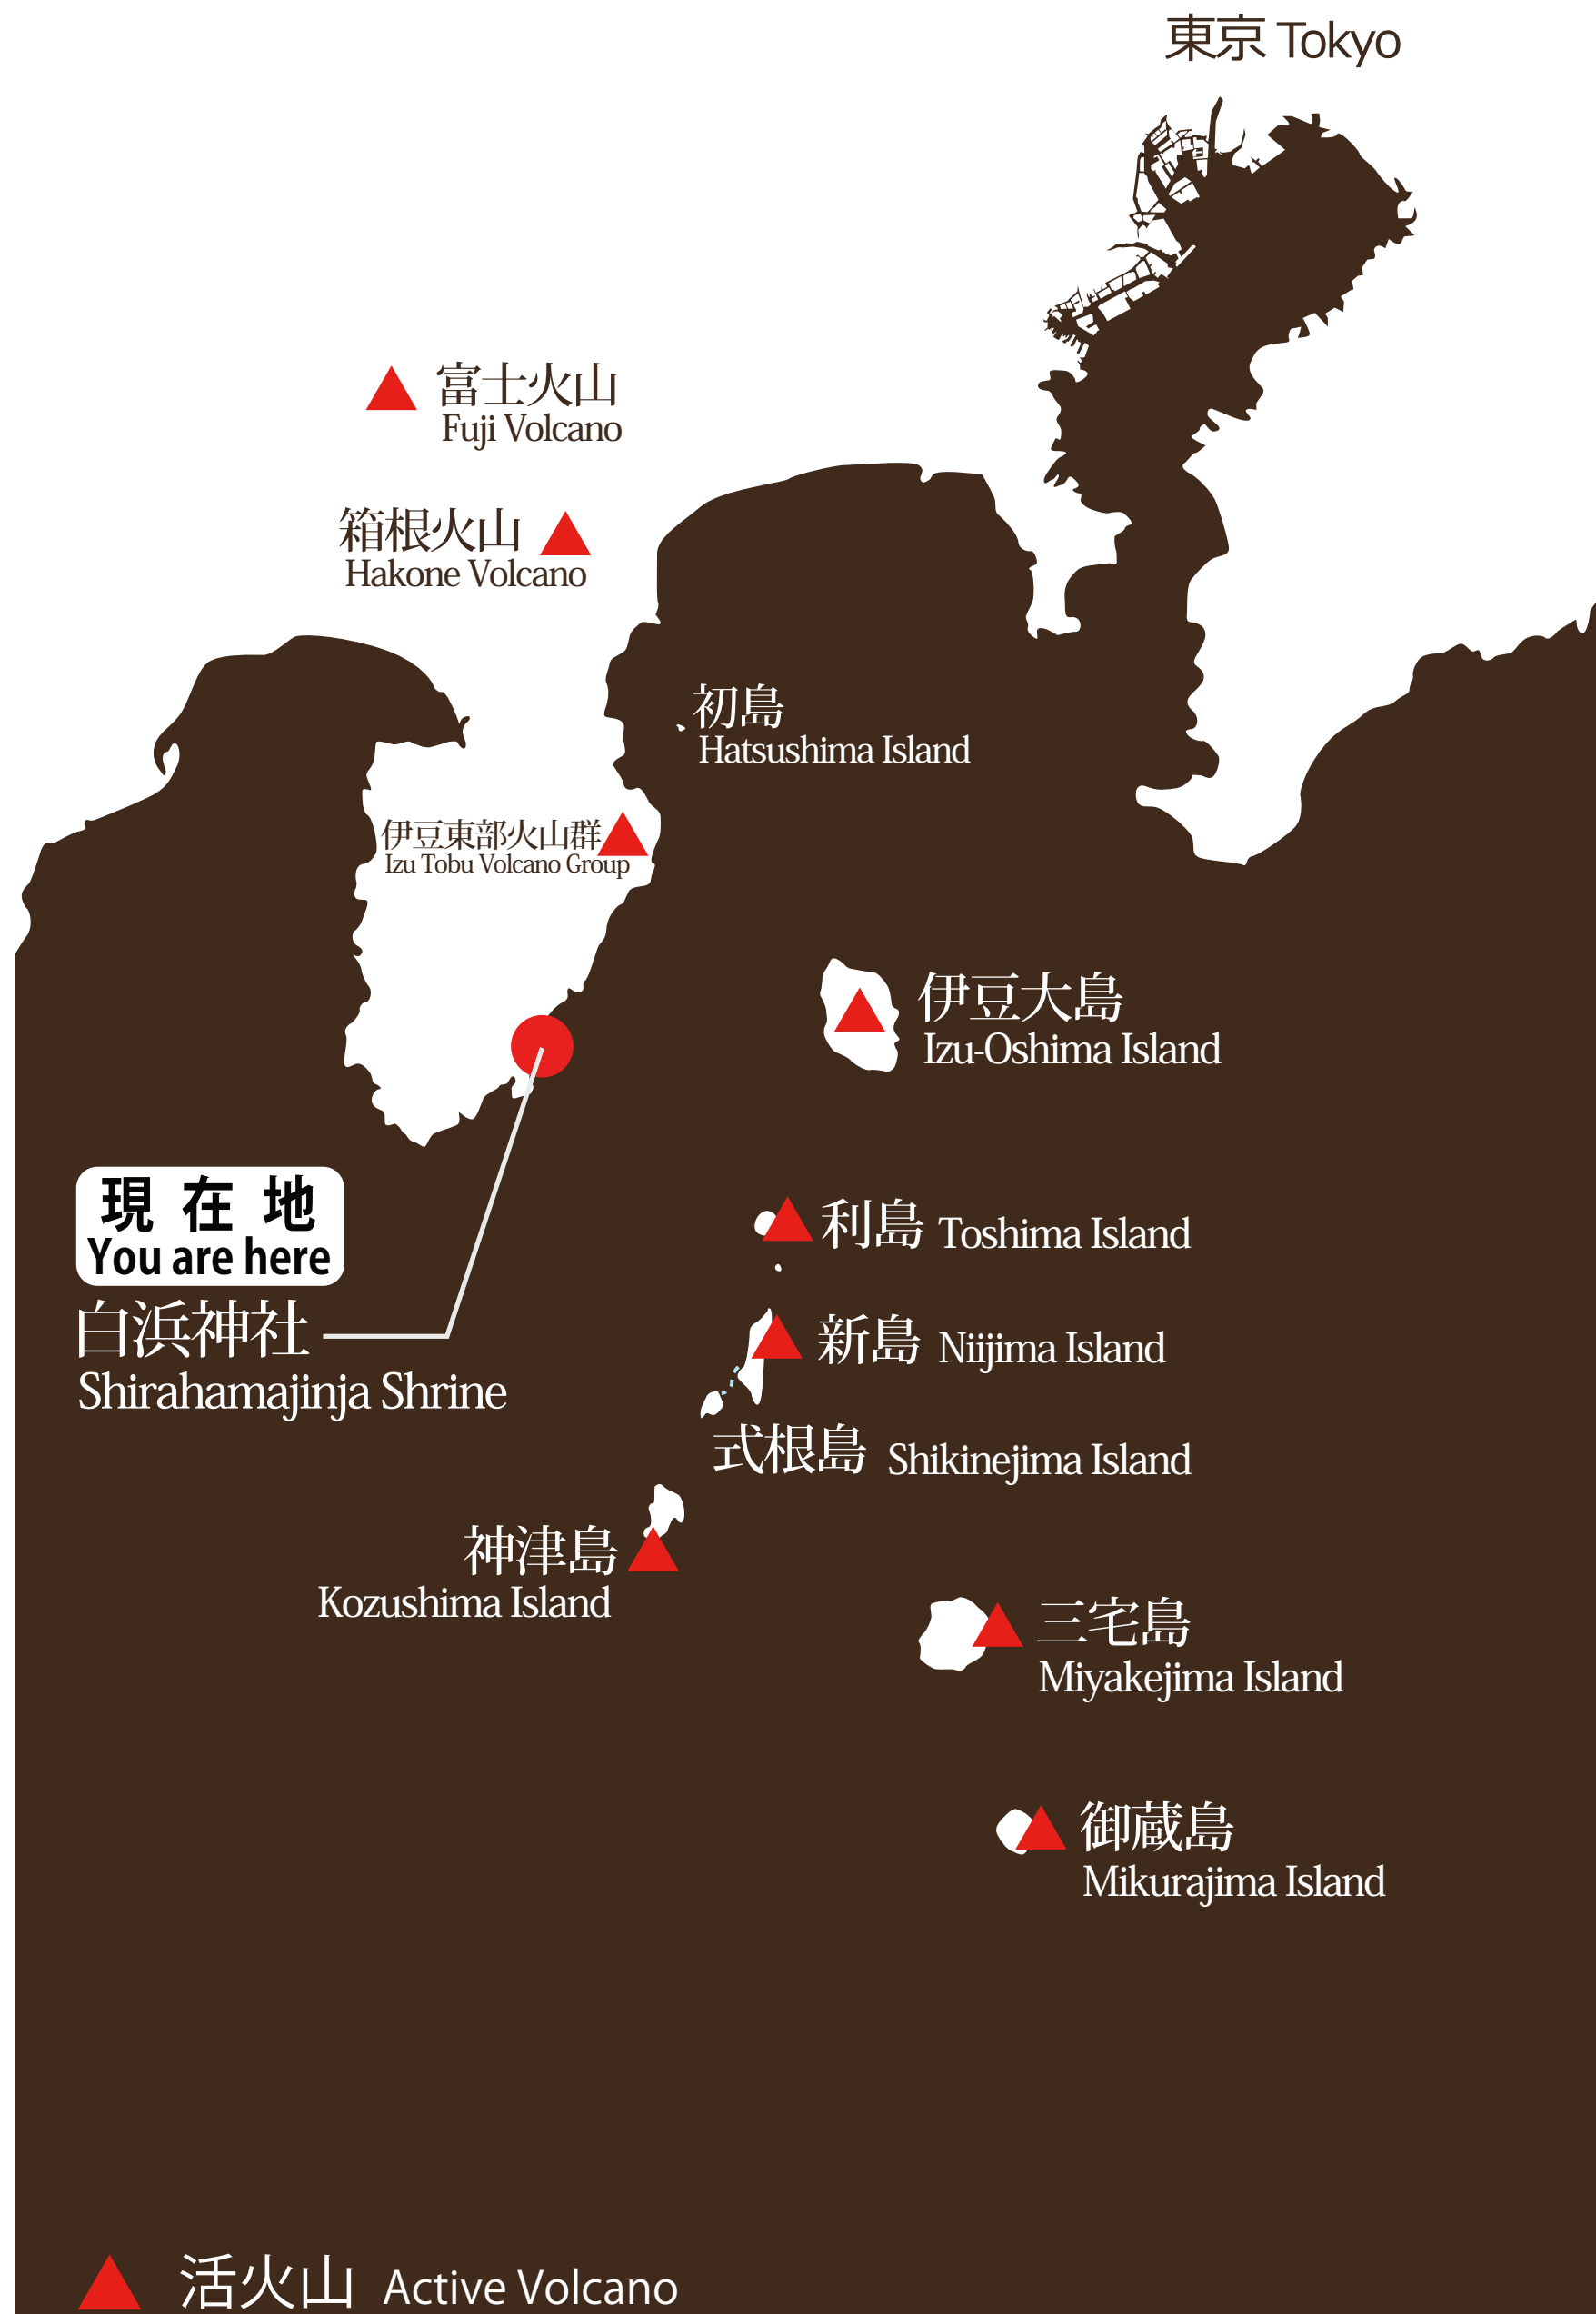 東京 Tokyo
富士火山
Fuji Volcano
箱根火山
Hakone Volcano
初島
Hatsushima Island
伊豆東部火山群
Izu Tobu Volcano Group
伊豆大島
Izu-Oshima Island
現在地
You are here
白浜神社
Shirahamajinja Shrine
利島 Toshima Island
新島 Niijima Island
式根島 Shikinejima Island
神津島
Kozushima Island
三宅島
Miyakejima Island
御蔵島
Mikurajima Island
活火山 Active Volcano